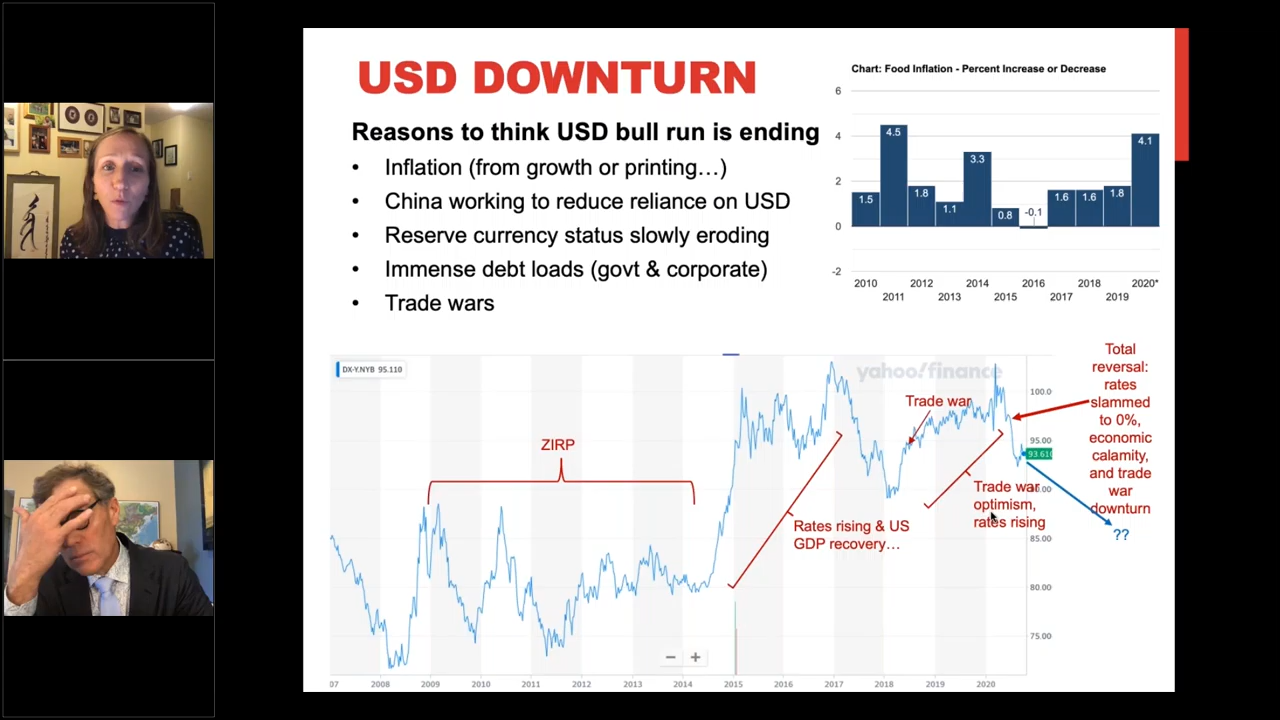 USD DOWNTURN
Reasons to think USD bull run is ending
• Inflation (from growth or printing…)
• China working to reduce reliance on USD
• Reserve currency status slowly eroding
• Immense debt loads (govt & corporate)
• Trade wars
Chart: Food Inflation - Percent Increase or Decrease
6
4
2
0
-2
1.5
4.5
1.8
1.1
3.3
0.8
-0.1
1.6
1.6
1.8
4.1
2010
2011
2012
2013
2014
2015
2016
2017
2018
2019
2020*
DX-Y.NYB 95.110
yahoo!finance
ZIRP
Rates rising & US
GDP recovery…
Trade war
Trade war
optimism,
rates rising
Total
reversal:
rates
slammed
to 0%,
economic
calamity,
and trade
war
downturn
??
100.0
95.00
93.610
90.00
85.00
80.00
75.00
− +
07 2008 2009 2010 2011 2012 2013 2014 2015 2016 2017 2018 2019 2020